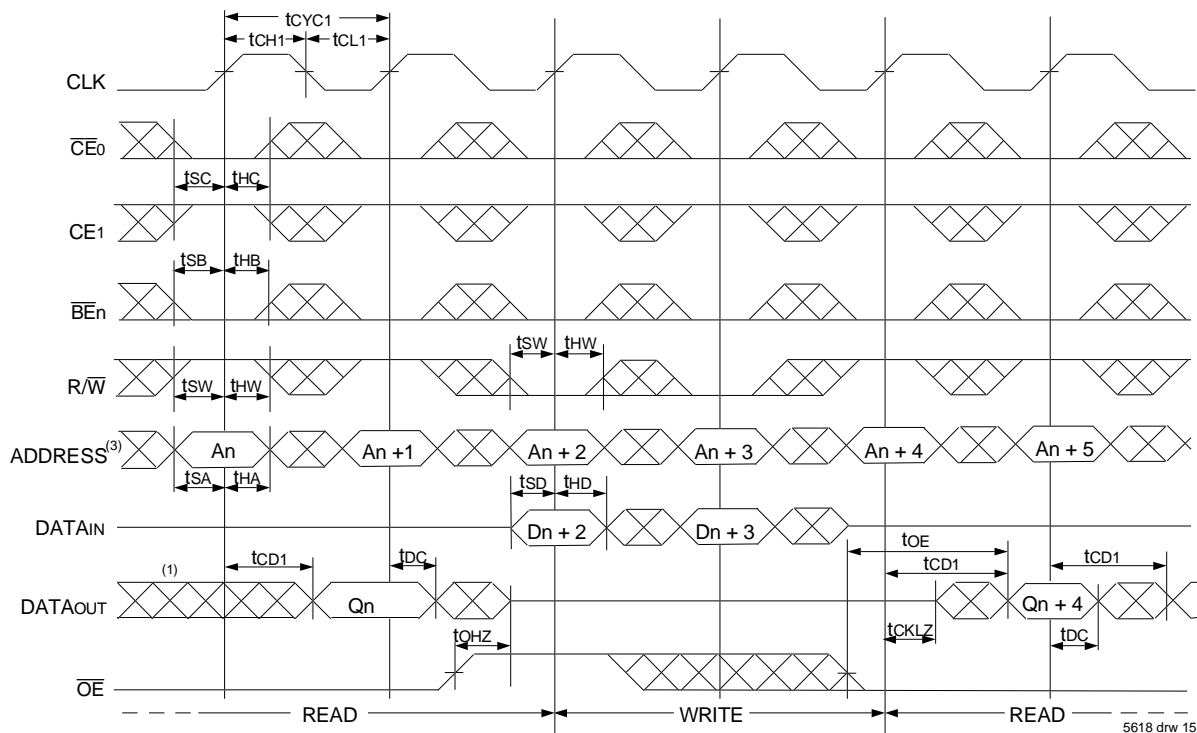 tCYC1
tCH1 tCL1
CLK
CE0
tSC tHC
CE1
tSB tHB
BEn
tSW tHW
R/W
tSW tHW
ADDRESS(3) An An +1 An + 2 An + 3 An + 4 An + 5
tSA tHA
tSD tHD
DATAIN Dn + 2 Dn + 3
tOE
(1) tCD1 tDC tCD1 tCD1
DATAOUT Qn Qn + 4
tOHZ tCKLZ tDC
OE
READ WRITE READ
5618 drw 15